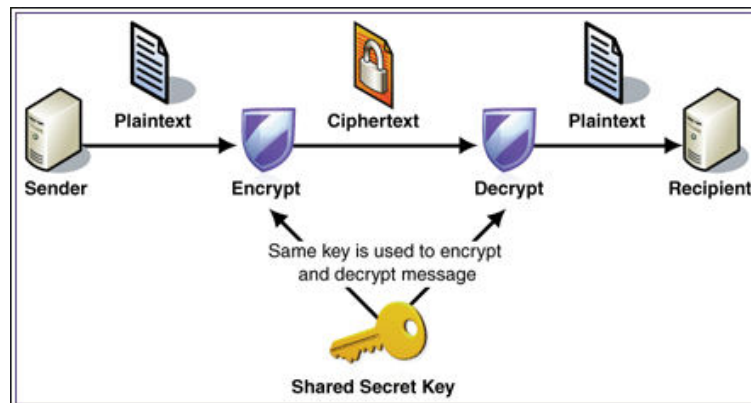 Plaintext
Ciphertext
Plaintext
Sender
Encrypt
Decrypt
Recipient
Same key is used to encrypt
and decrypt message
Shared Secret Key